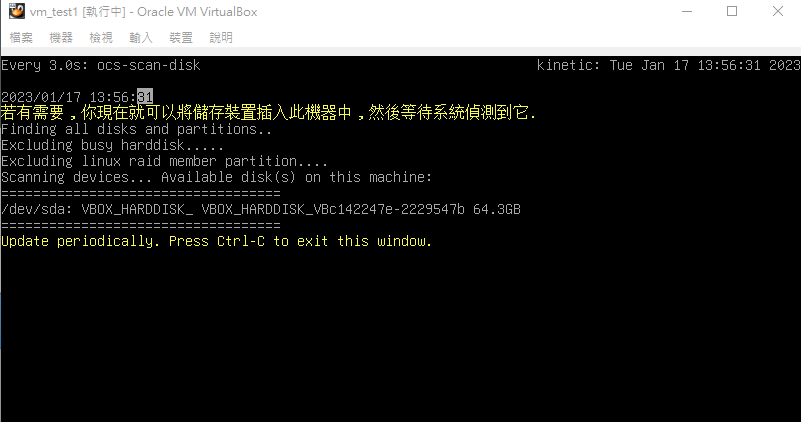 vm_test1 [執行中] - Oracle VM VirtualBox
檔案 機器 檢視 輸入 裝置 說明
Every 3.0s: ocs-scan-disk kinetic: Tue Jan 17 13:56:31 2023
2023/01/17 13:56:31
若有需要，你現在就可以將儲存裝置插入此機器中，然後等待系統偵測到它.
Finding all disks and partitions..
Excluding busy harddisk.....
Excluding linux raid member partition....
Scanning devices... Available disk(s) on this machine:
===================================
/dev/sda: VBOX_HARDDISK_ VBOX_HARDDISK_VBc142247e-2229547b 64.3GB
===================================
Update periodically. Press Ctrl-C to exit this window.